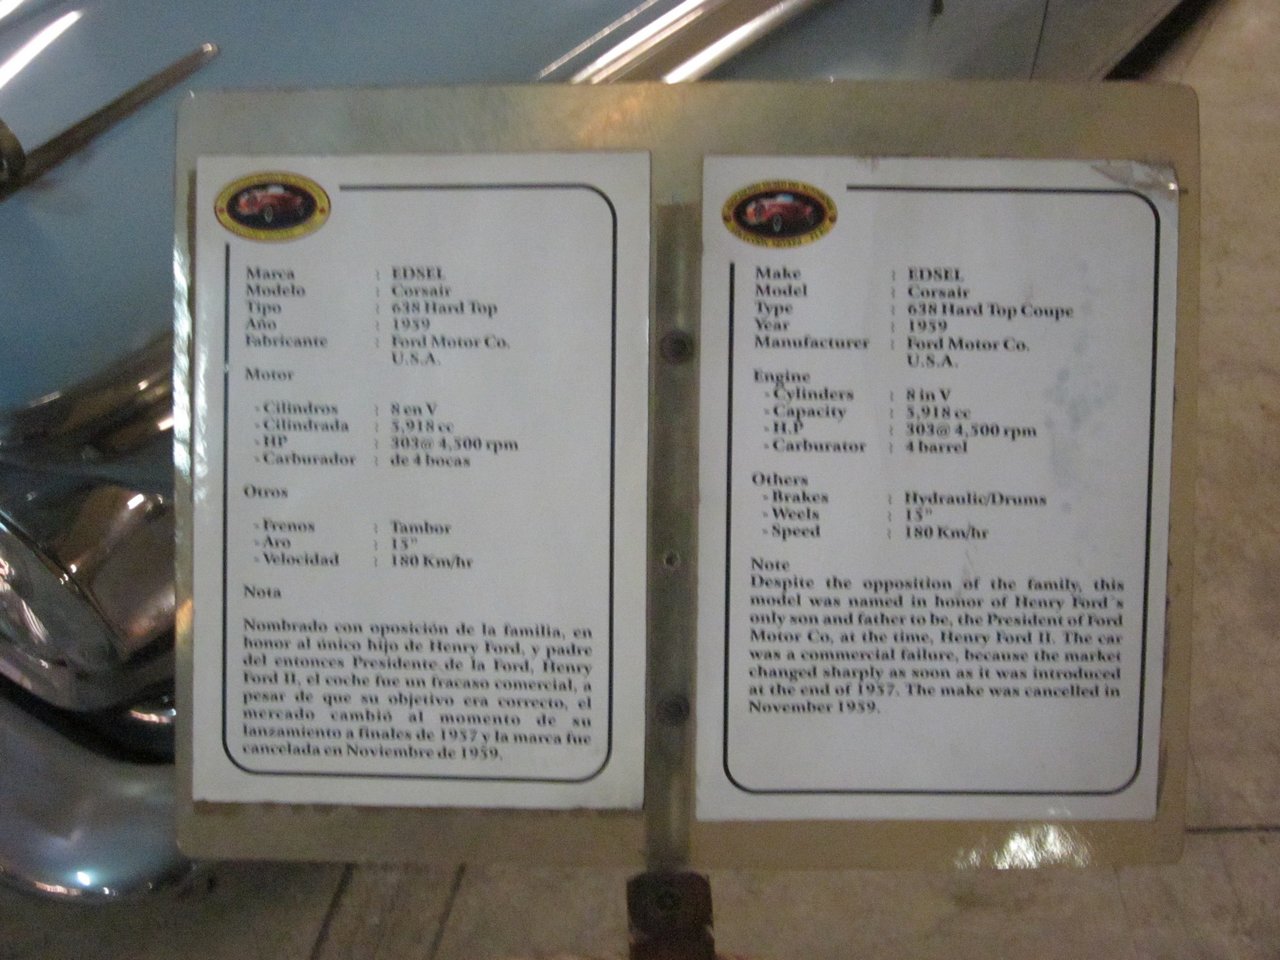 Marca : EDSEL
Modelo : Corsair
Tipo : 638 Hard Top
Año : 1959
Fabricante : Ford Motor Co.
U.S.A.
Motor
- Cilindros : 8 en V
- Cilindrada : 5,918 cc
- HP : 303@ 4,500 rpm
- Carburador : de 4 bocas
Otros
- Frenos : Tambor
- Aro : 15"
- Velocidad : 180 Km/hr
Nota
Nombrado con oposición de la familia, en
honor al único hijo de Henry Ford, y padre
del entonces Presidente de la Ford, Henry
Ford II, el coche fue un fracaso comercial, a
pesar de que su objetivo era correcto, el
mercado cambió al momento de su
lanzamiento a finales de 1957 y la marca fue
cancelada en Noviembre de 1959.
Make : EDSEL
Model : Corsair
Type : 638 Hard Top Coupe
Year : 1959
Manufacturer : Ford Motor Co.
U.S.A.
Engine
- Cylinders : 8 in V
- Capacity : 5,918 cc
- H.P : 303@ 4,500 rpm
- Carburator : 4 barrel
Others
- Brakes : Hydraulic/Drums
- Weels : 15"
- Speed : 180 Km/hr
Note
Despite the opposition of the family, this
model was named in honor of Henry Ford´s
only son and father to be, the President of Ford
Motor Co, at the time, Henry Ford II. The car
was a commercial failure, because the market
changed sharply as soon as it was introduced
at the end of 1957. The make was cancelled in
November 1959.